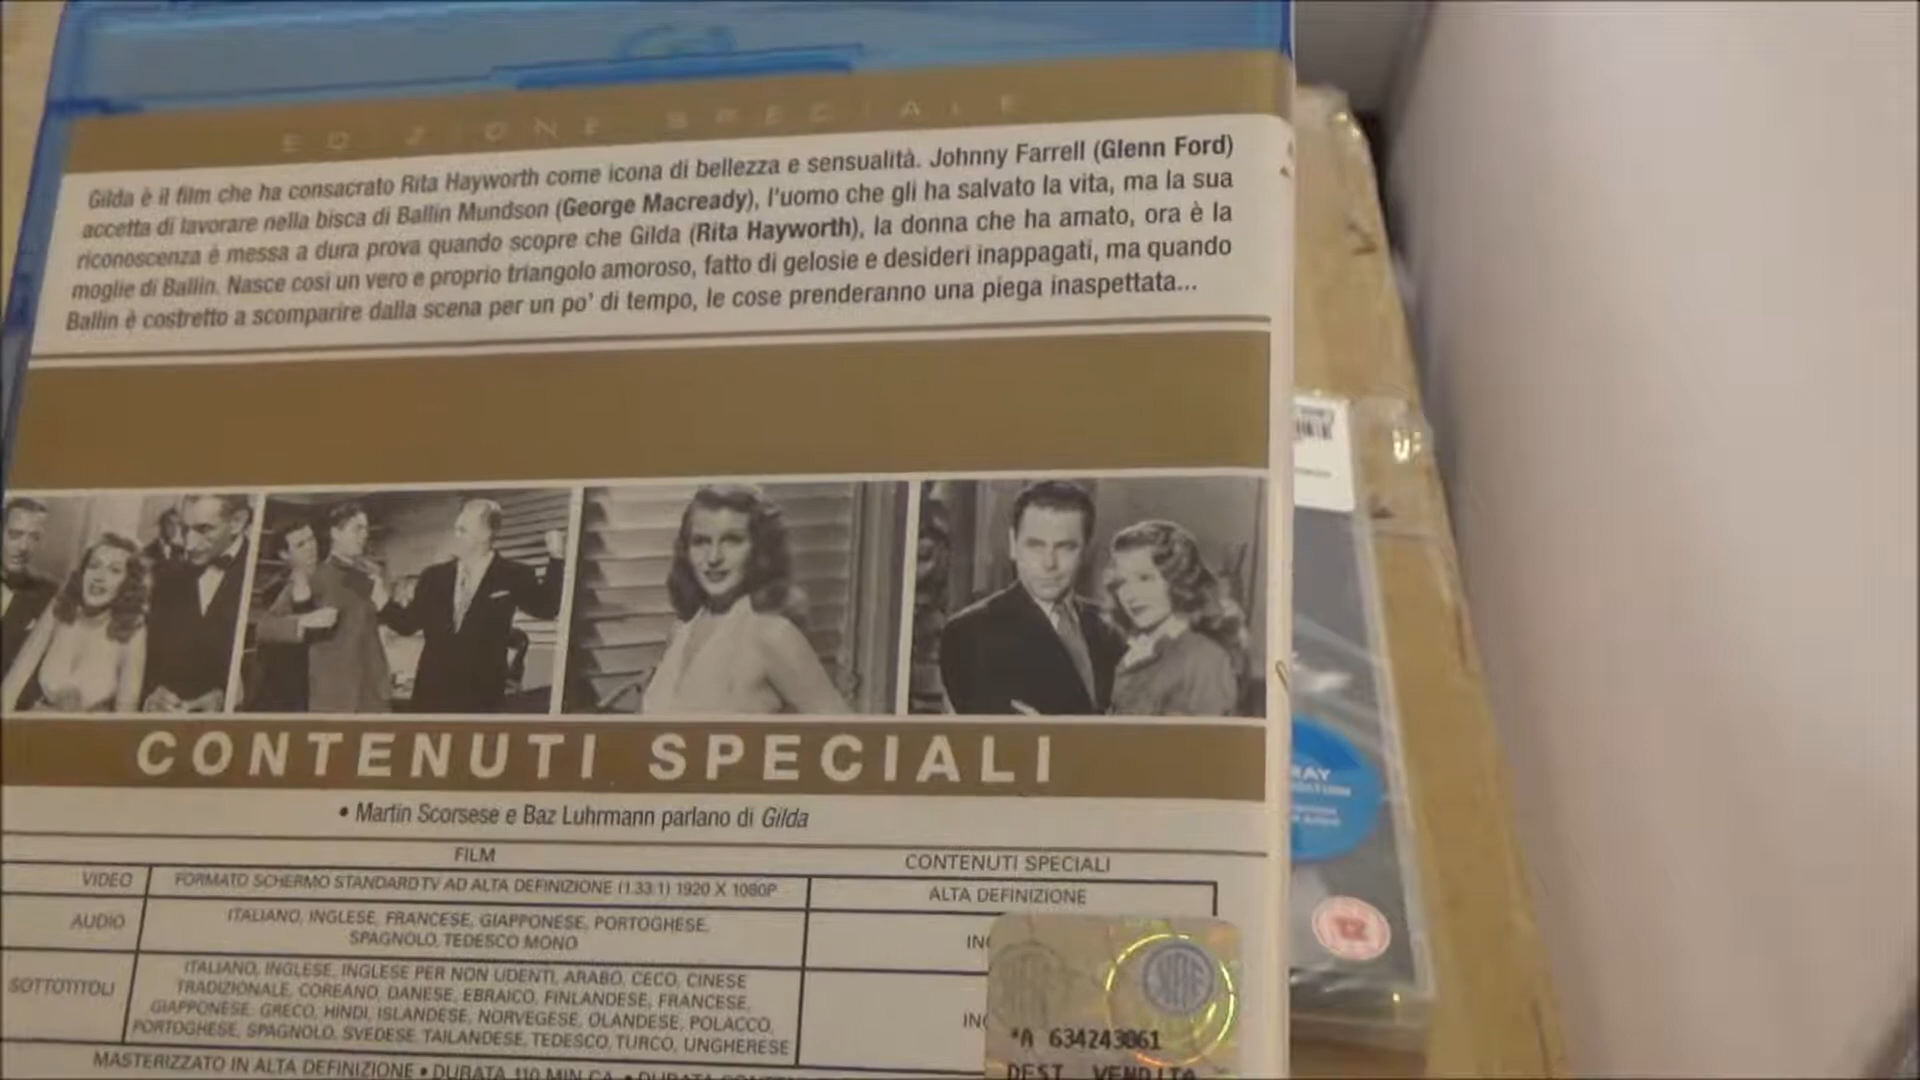 EDIZIONE SPECIALE
Gilda è il film che ha consacrato Rita Hayworth come icona di bellezza e sensualità. Johnny Farrell (Glenn Ford)
accetta di lavorare nella bisca di Ballin Mundson (George Macready), l'uomo che gli ha salvato la vita, ma la sua
riconoscenza è messa a dura prova quando scopre che Gilda (Rita Hayworth), la donna che ha amato, ora è la
moglie di Ballin. Nasce così un vero e proprio triangolo amoroso, fatto di gelosie e desideri inappagati, ma quando
Ballin è costretto a scomparire dalla scena per un po' di tempo, le cose prenderanno una piega inaspettata...
CONTENUTI SPECIALI
• Martin Scorsese e Baz Luhrmann parlano di Gilda
FILM
CONTENUTI SPECIALI
VIDEO
FORMATO SCHERMO STANDARD TV AD ALTA DEFINIZIONE (1.33:1) 1920 X 1080P
ALTA DEFINIZIONE
AUDIO
ITALIANO, INGLESE, FRANCESE, GIAPPONESE, PORTOGHESE,
SPAGNOLO, TEDESCO MONO
SOTTOTITOLI
ITALIANO, INGLESE, INGLESE PER NON UDENTI, ARABO, CECO, CINESE
TRADIZIONALE, COREANO, DANESE, EBRAICO, FINLANDESE, FRANCESE,
GIAPPONESE, GRECO, HINDI, ISLANDESE, NORVEGESE, OLANDESE, POLACCO,
PORTOGHESE, SPAGNOLO, SVEDESE, TAILANDESE, TEDESCO, TURCO, UNGHERESE
MASTERIZZATO IN ALTA DEFINIZIONE • DURATA 110 MIN CA. • DURATA
*A 634243061
DEST. VENDITA
RAY
12